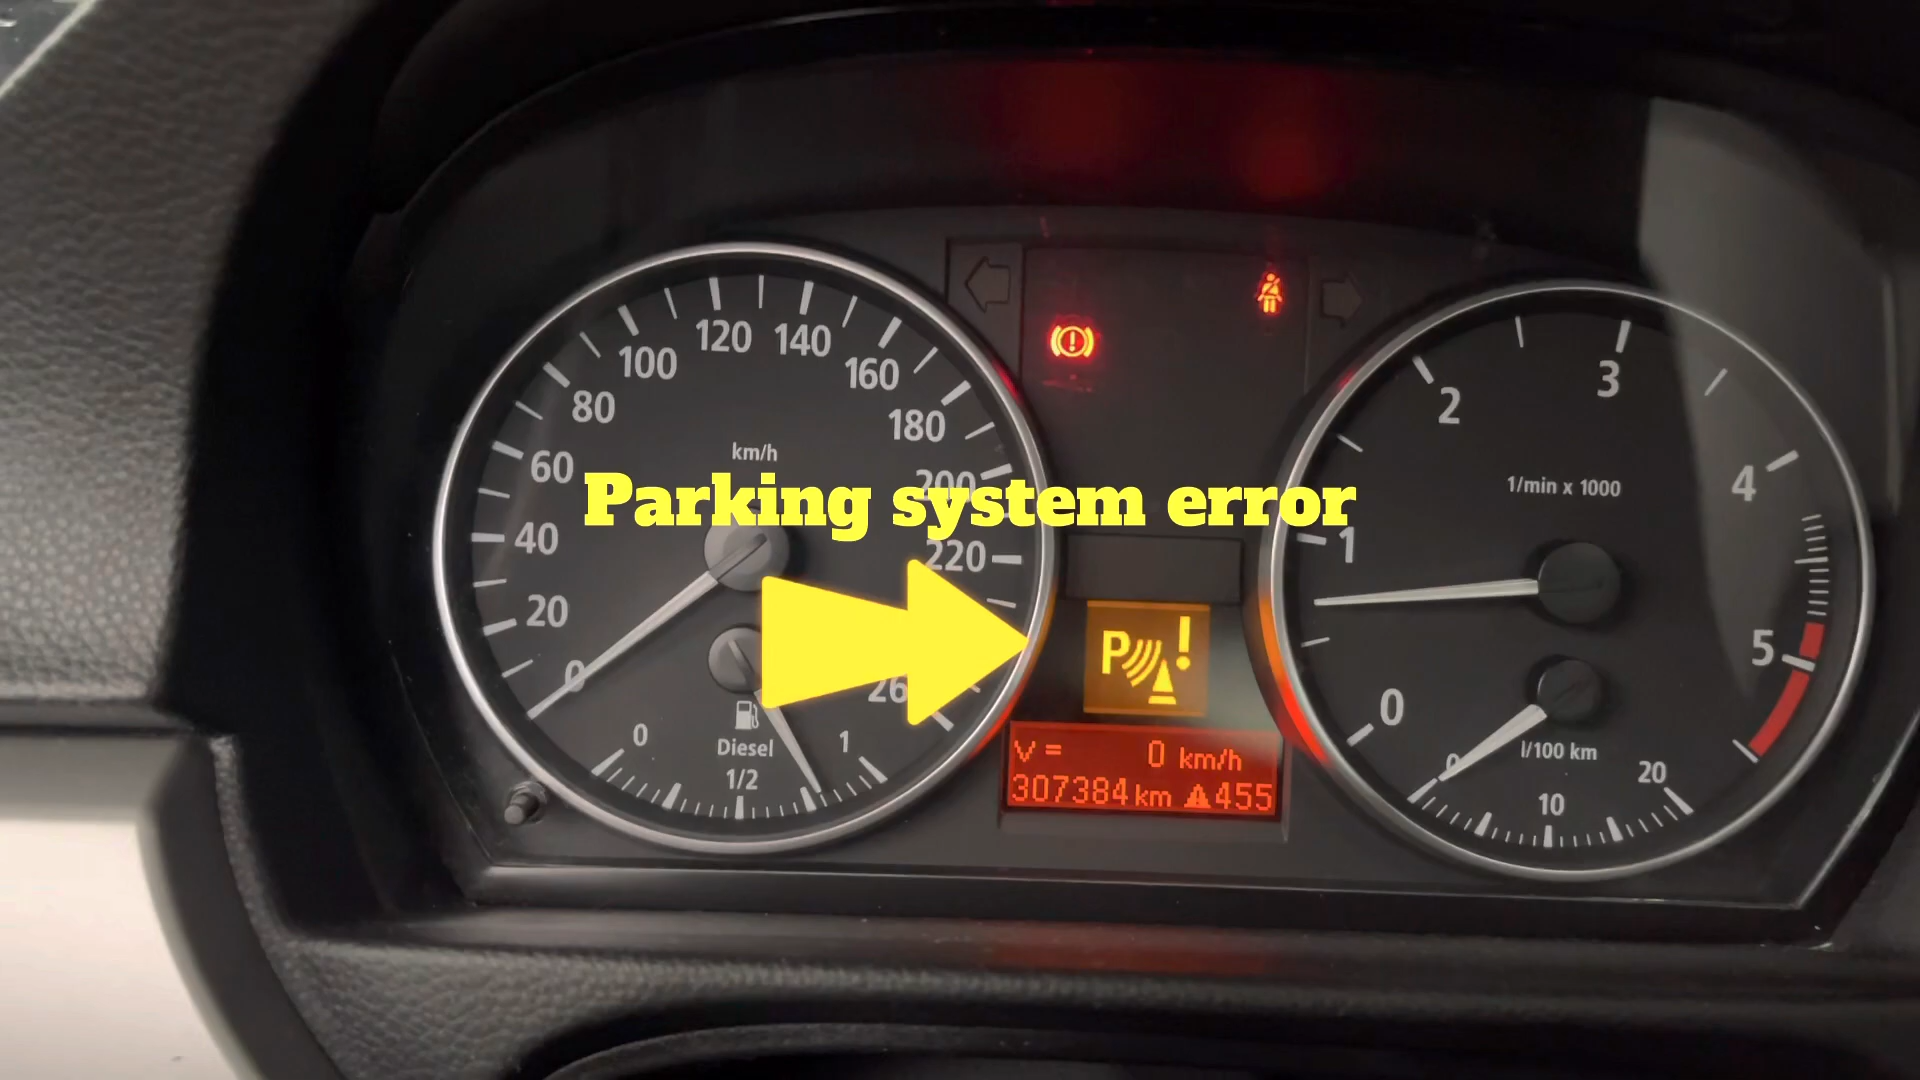 120 140
100 160
80 180
km/h
60 200
Parking system error
40 220
20
0 26
0 1
Diesel
1/2
P !
v = 0 km/h
307384 km 455
3
2
4
1/min x 1000
1
5
0
l/100 km
0 20
10